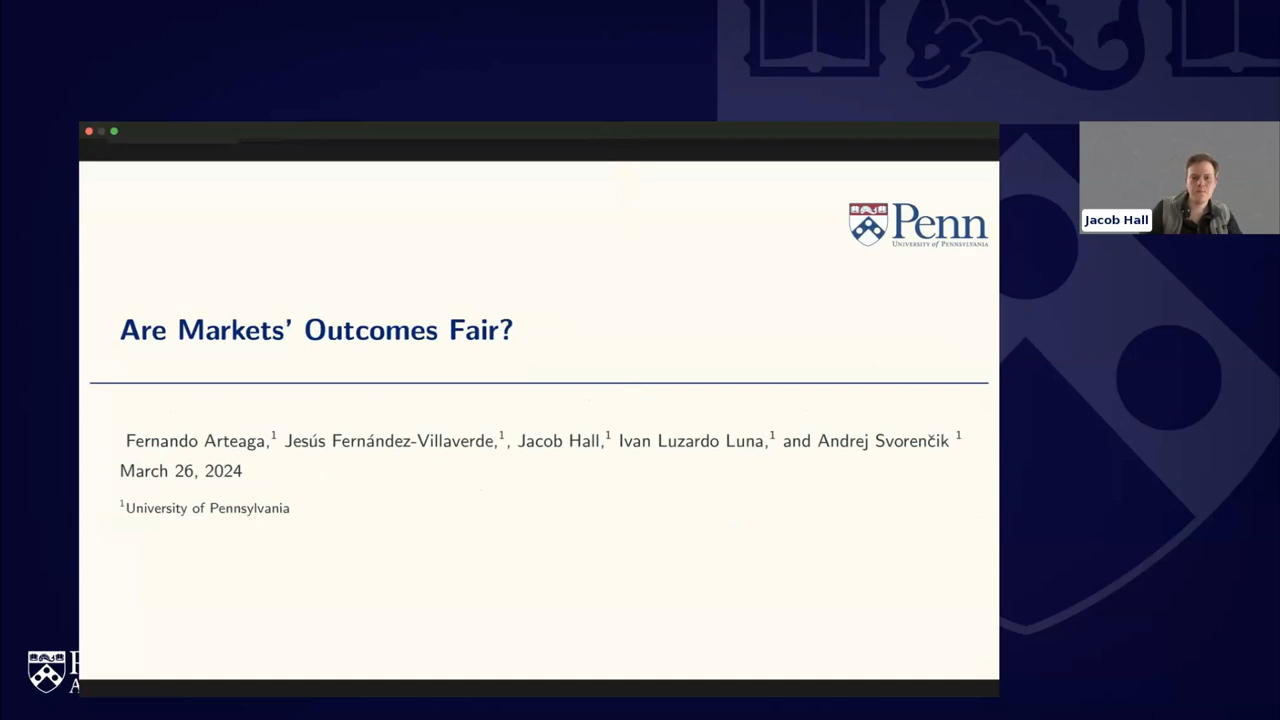 Penn
UNIVERSITY of PENNSYLVANIA
Jacob Hall
Are Markets' Outcomes Fair?
Fernando Arteaga,1 Jesús Fernández-Villaverde,1, Jacob Hall,1 Ivan Luzardo Luna,1 and Andrej Svorenčik 1
March 26, 2024
1University of Pennsylvania